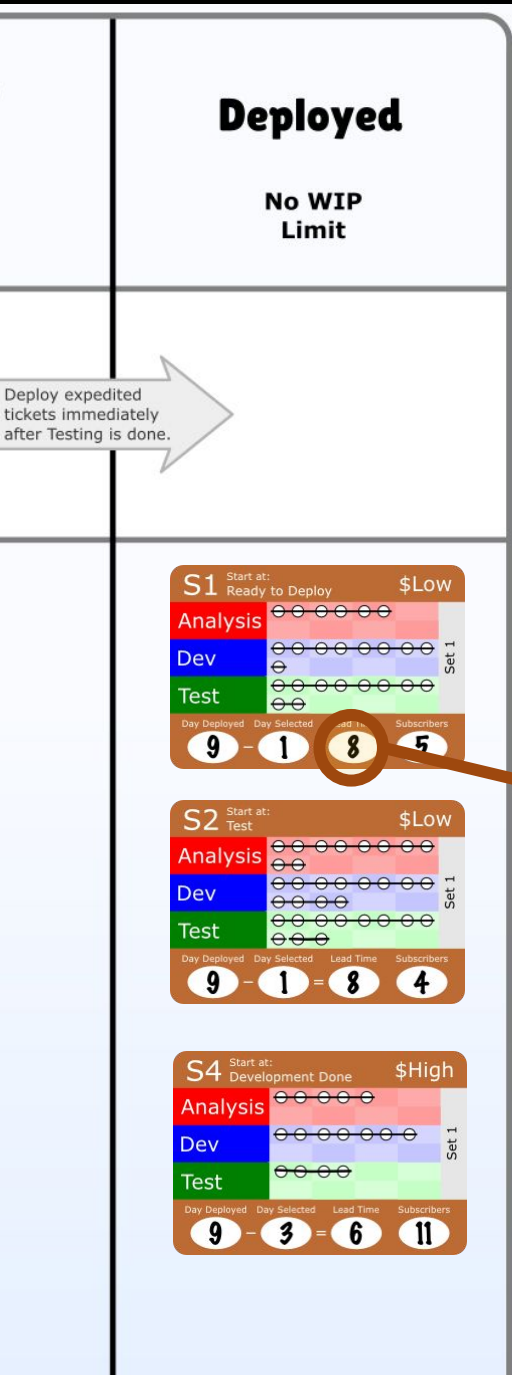 Deployed
No WIP
Limit
Deploy expedited
tickets immediately
after Testing is done.
S1 Start at: $Low
Ready to Deploy
Analysis
Dev
Test
Set 1
Day Deployed Day Selected Lead Time Subscribers
9 - 1 8 5
S2 Start at: $Low
Test
Analysis
Dev
Test
Set 1
Day Deployed Day Selected Lead Time Subscribers
9 - 1 = 8 4
S4 Start at: $High
Development Done
Analysis
Dev
Test
Set 1
Day Deployed Day Selected Lead Time Subscribers
9 - 3 = 6 11